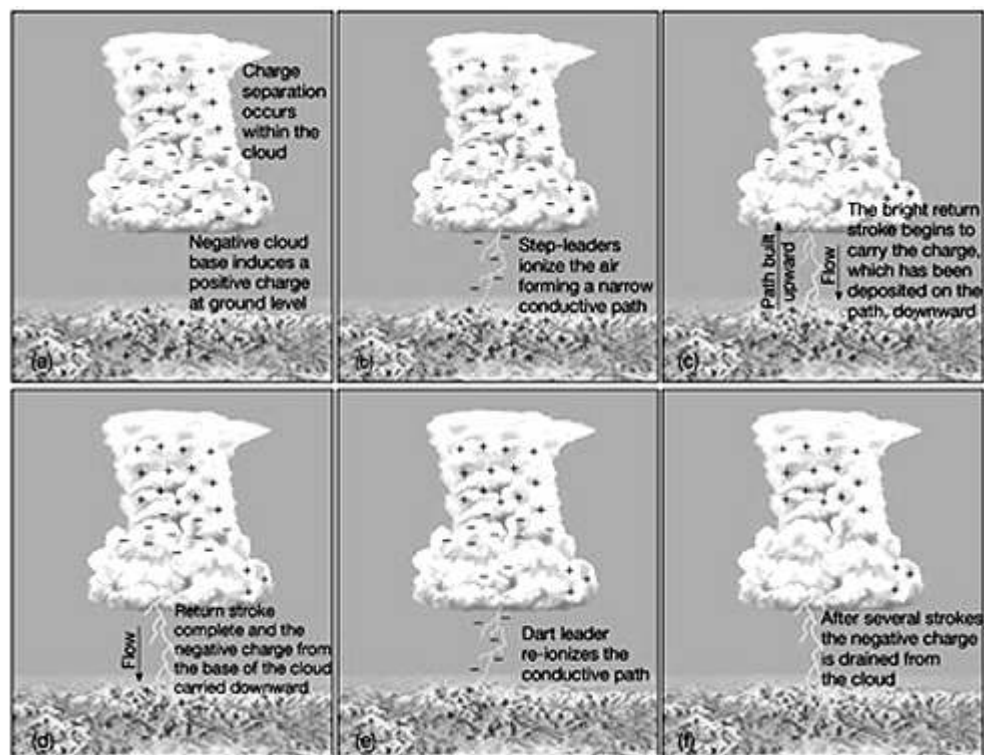 Charge
separation
occurs
within the
cloud
Negative cloud
base induces a
positive charge
at ground level
(a)
Step-leaders
ionize the air
forming a narrow
conductive path
(b)
Path built
upward
Flow
The bright return
stroke begins to
carry the charge,
which has been
deposited on the
path, downward
(c)
Flow
Return stroke
complete and the
negative charge from
the base of the cloud
carried downward
(d)
Dart leader
re-ionizes the
conductive path
(e)
After several strokes
the negative charge
is drained from
the cloud
(f)